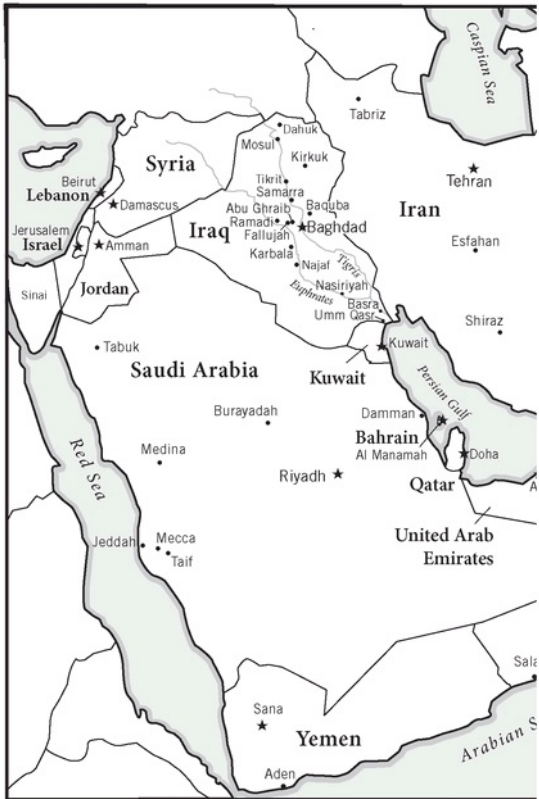 Caspian Sea
Tabriz
Dahuk
Mosul
Syria
Kirkuk
Tehran
Tikrit
Samarra
Beirut
Lebanon
Damascus
Baquba
Abu Ghraib
Iran
Ramadi
Baghdad
Iraq
Fallujah
Jerusalem
Israel
Amman
Esfahan
Karbala
Tigris
Najaf
Jordan
Nasiriyah
Sinai
Euphrates
Basra
Umm Qasr
Shiraz
Tabuk
Kuwait
Saudi Arabia
Kuwait
Persian Gulf
Burayadah
Damman
Bahrain
Medina
Al Manamah
Doha
Red Sea
Riyadh
Qatar
A
United Arab
Emirates
Jeddah
Mecca
Taif
Sala
Sana
Yemen
Arabian S
Aden